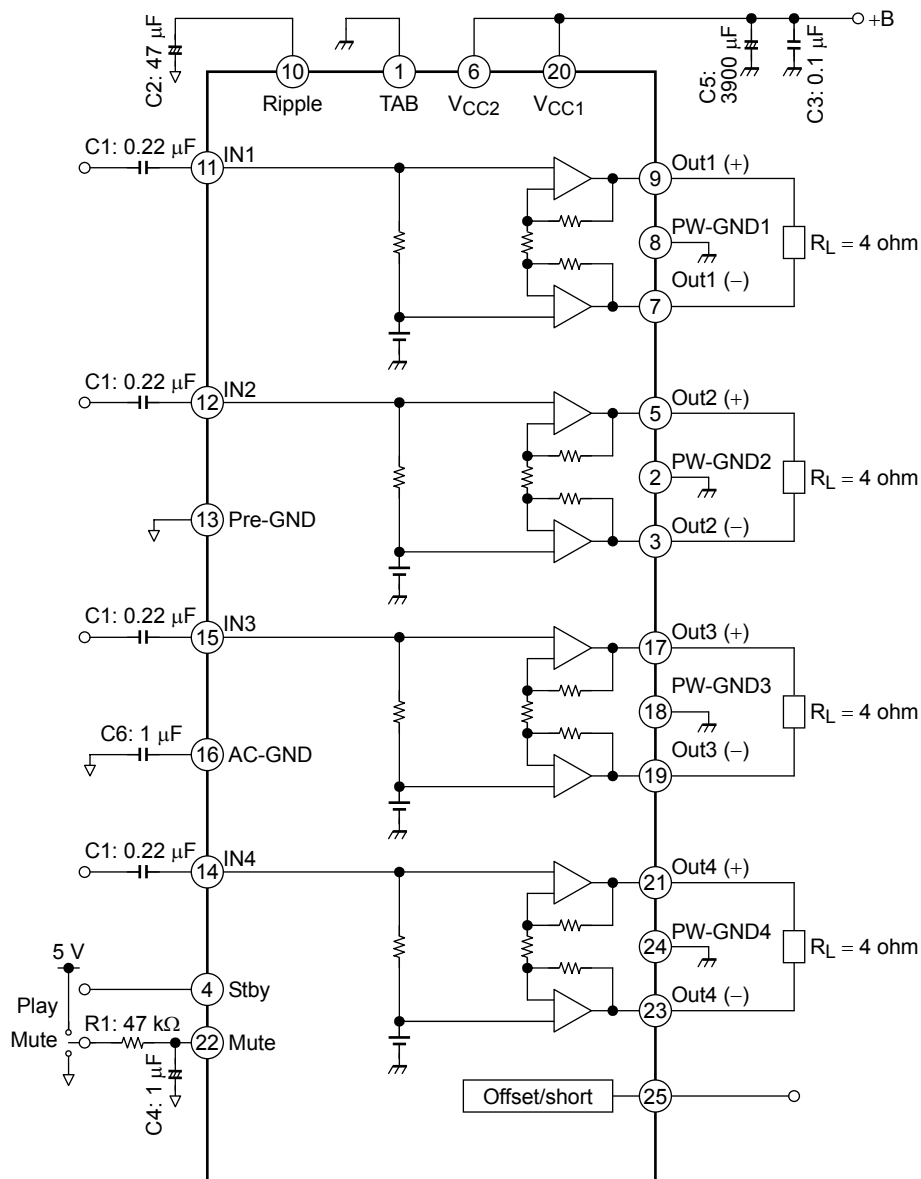 +B
C2: 47 μF
C5: 3900 μF
C3: 0.1 μF
10
1
6
20
Ripple
TAB
VCC2
VCC1
C1: 0.22 μF
11
IN1
9
Out1 (+)
8
PW-GND1
RL = 4 ohm
7
Out1 (−)
C1: 0.22 μF
12
IN2
5
Out2 (+)
2
PW-GND2
RL = 4 ohm
13
Pre-GND
3
Out2 (−)
C1: 0.22 μF
15
IN3
17
Out3 (+)
18
PW-GND3
RL = 4 ohm
C6: 1 μF
16
AC-GND
19
Out3 (−)
C1: 0.22 μF
14
IN4
21
Out4 (+)
24
PW-GND4
RL = 4 ohm
5 V
4
Stby
23
Out4 (−)
Play
Mute
R1: 47 kΩ
22
Mute
C4: 1 μF
Offset/short
25